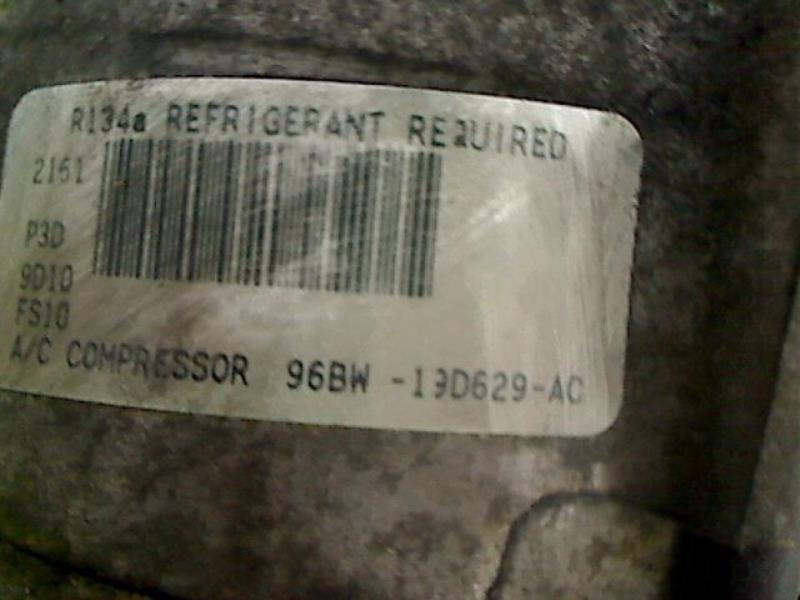 R134a REFRIGERANT REQUIRED
2161
P3D
9D10
FS10
A/C COMPRESSOR 96BW -19D629-AC